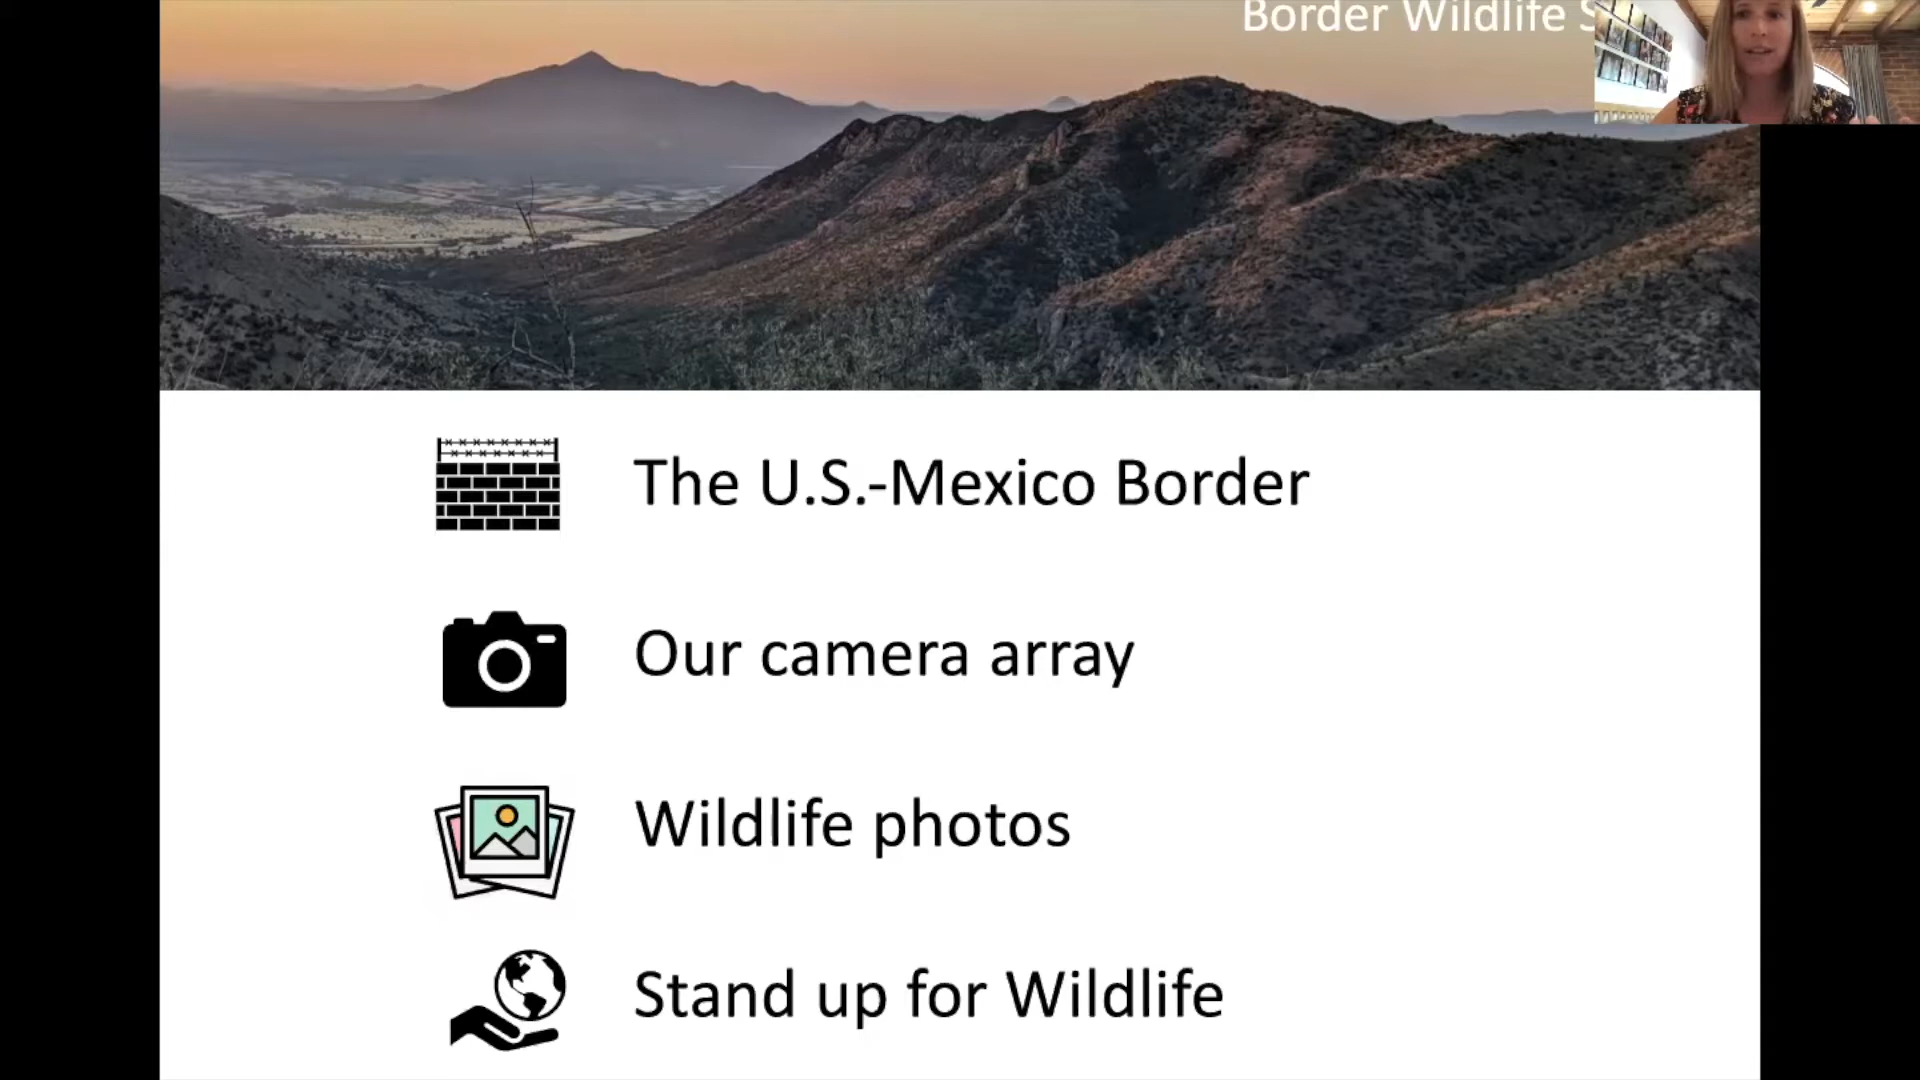 Border Wildlife
The U.S.-Mexico Border
Our camera array
Wildlife photos
Stand up for Wildlife